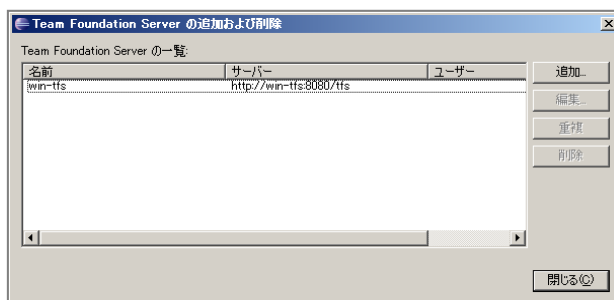 Team Foundation Server の追加および削除
Team Foundation Server の一覧:
名前 サーバー ユーザー
win-tfs http://win-tfs:8080/tfs
追加...
編集...
重複
削除
閉じる(C)